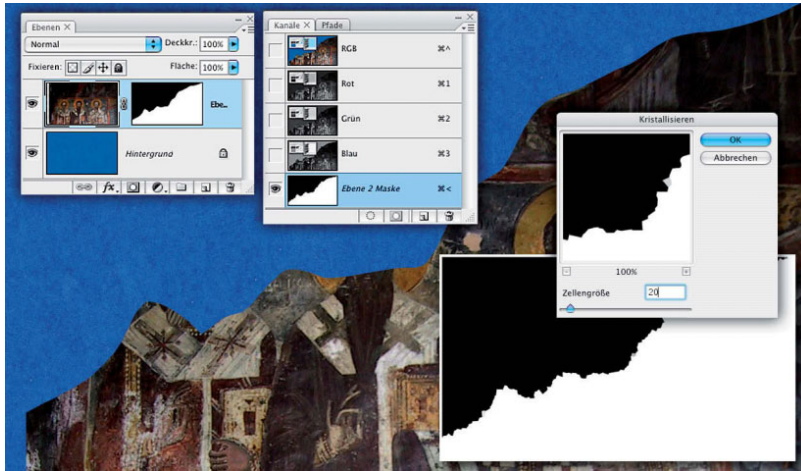 Ebenen ×
Normal Deckkr.: 100%
Fixieren: Fläche: 100%
Ebe...
Hintergrund
fx.
Kanäle × Pfade
RGB ⌘^
Rot ⌘1
Grün ⌘2
Blau ⌘3
Ebene 2 Maske ⌘<
Kristallisieren
OK
Abbrechen
100%
Zellengröße 20